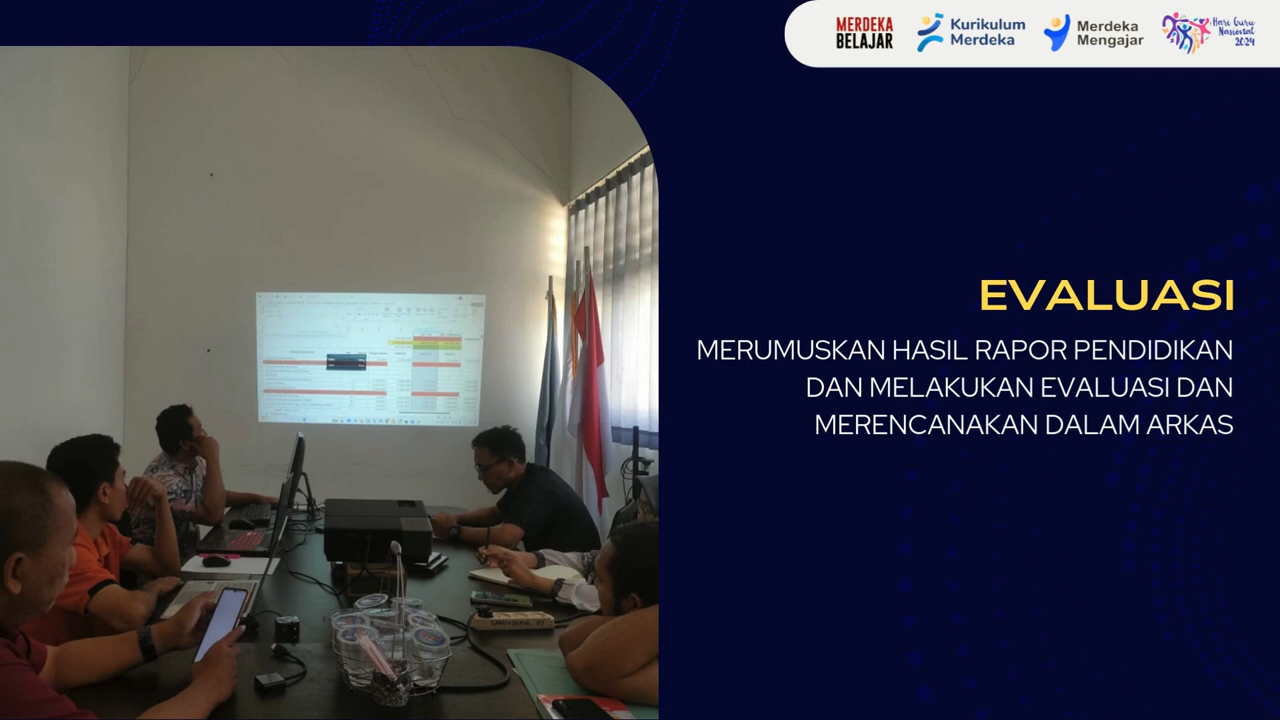 MERDEKA
BELAJAR
Kurikulum
Merdeka
Merdeka
Mengajar
Hari Guru
Nasional
2024
EVALUASI
MERUMUSKAN HASIL RAPOR PENDIDIKAN
DAN MELAKUKAN EVALUASI DAN
MERENCANAKAN DALAM ARKAS